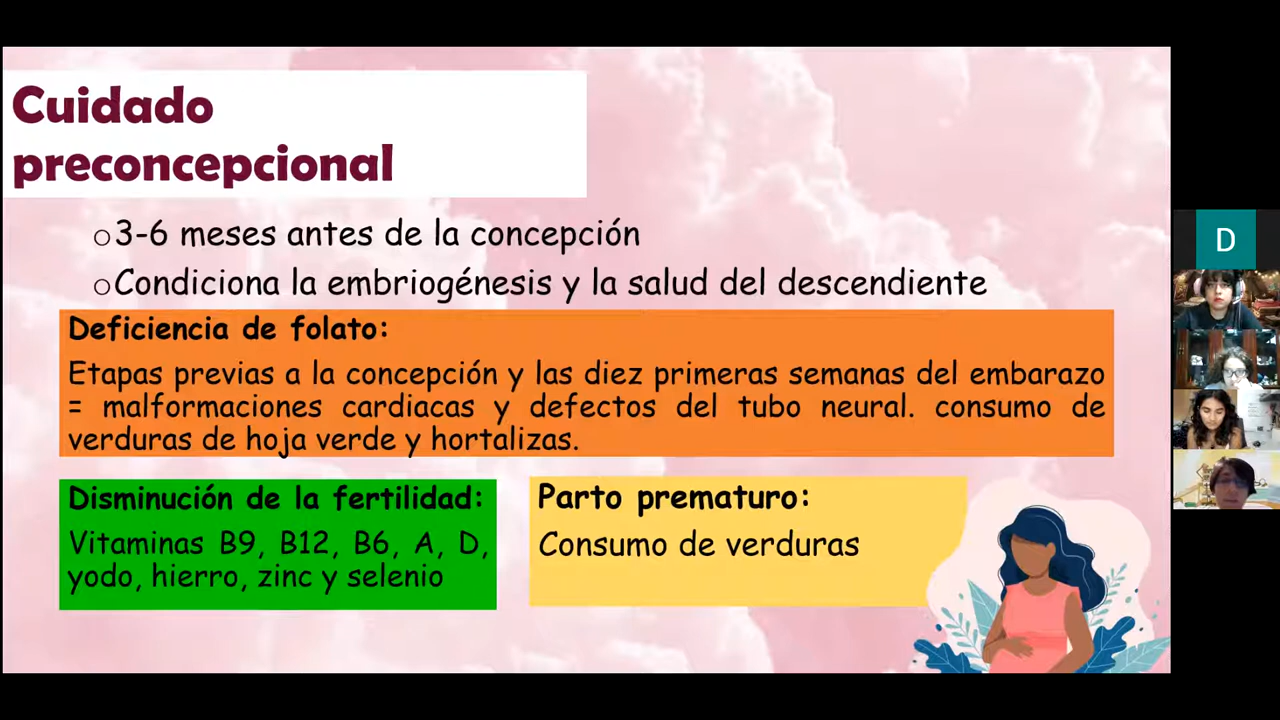 Cuidado
preconcepcional
o3-6 meses antes de la concepción
oCondiciona la embriogénesis y la salud del descendiente
Deficiencia de folato:
Etapas previas a la concepción y las diez primeras semanas del embarazo
= malformaciones cardiacas y defectos del tubo neural. consumo de
verduras de hoja verde y hortalizas.
Disminución de la fertilidad:
Vitaminas B9, B12, B6, A, D,
yodo, hierro, zinc y selenio
Parto prematuro:
Consumo de verduras
D